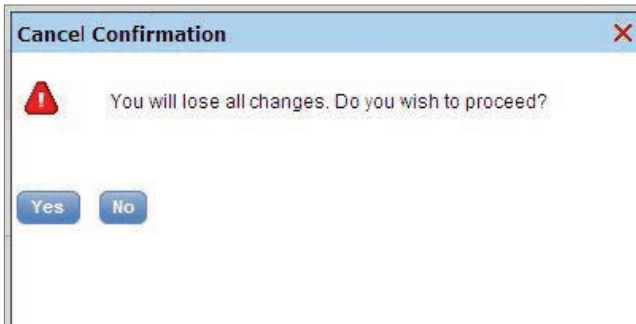 Cancel Confirmation
You will lose all changes. Do you wish to proceed?
Yes No